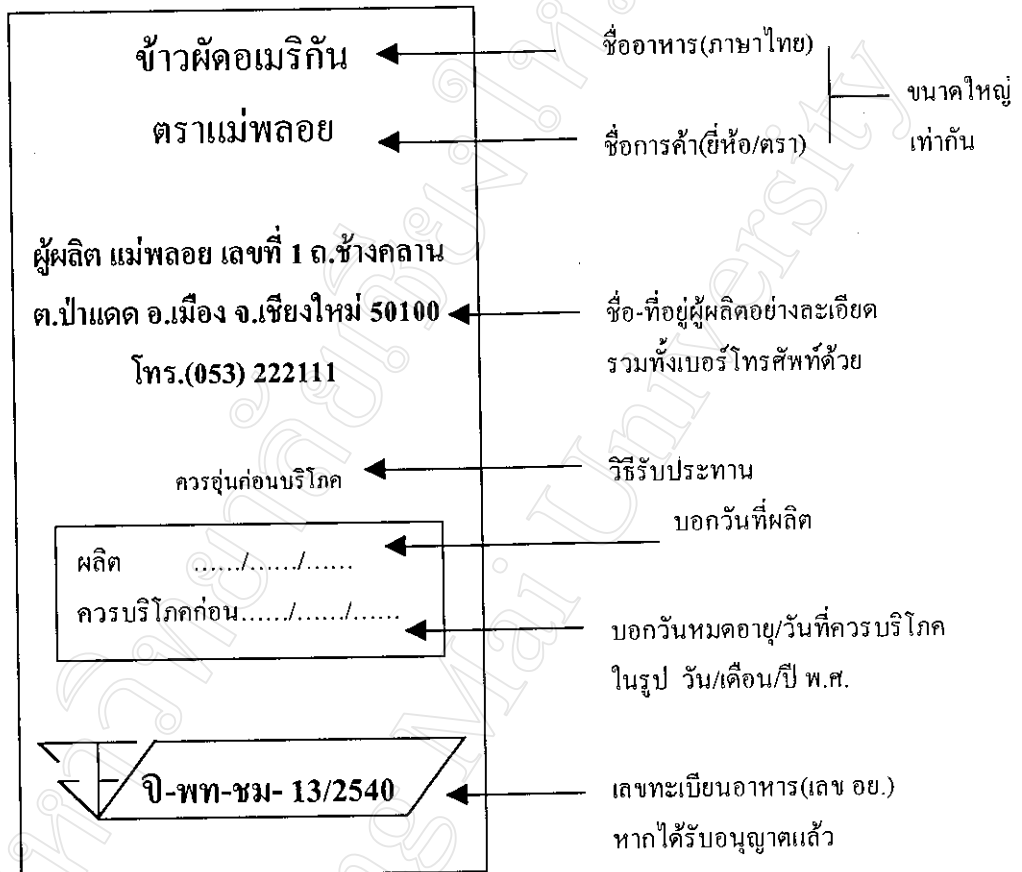 ข้าวผัดอเมริกัน
ตราแม่พลอย
ผู้ผลิต แม่พลอย เลขที่ 1 ถ.ช้างคลาน
ต.ป่าแดด อ.เมือง จ.เชียงใหม่ 50100
โทร.(053) 222111
ควรอุ่นก่อนบริโภค
ผลิต ....../....../......
ควรบริโภคก่อน....../....../......
ปี-พท-ชม- 13/2540
ชื่ออาหาร(ภาษาไทย)
ชื่อการค้า(ยี่ห้อ/ตรา)
ขนาดใหญ่
เท่ากัน
ชื่อ-ที่อยู่ผู้ผลิตอย่างละเอียด
รวมทั้งเบอร์โทรศัพท์ด้วย
วิธีรับประทาน
บอกวันที่ผลิต
บอกวันหมดอายุ/วันที่ควรบริโภค
ในรูป วัน/เดือน/ปี พ.ศ.
เลขทะเบียนอาหาร(เลข อย.)
หากได้รับอนุญาตแล้ว